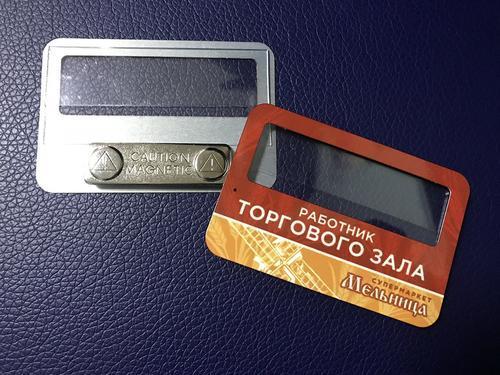 CAUTION
MAGNETIC
РАБОТНИК
ТОРГОВОГО ЗАЛА
СУПЕРМАРКЕТ
Мельница